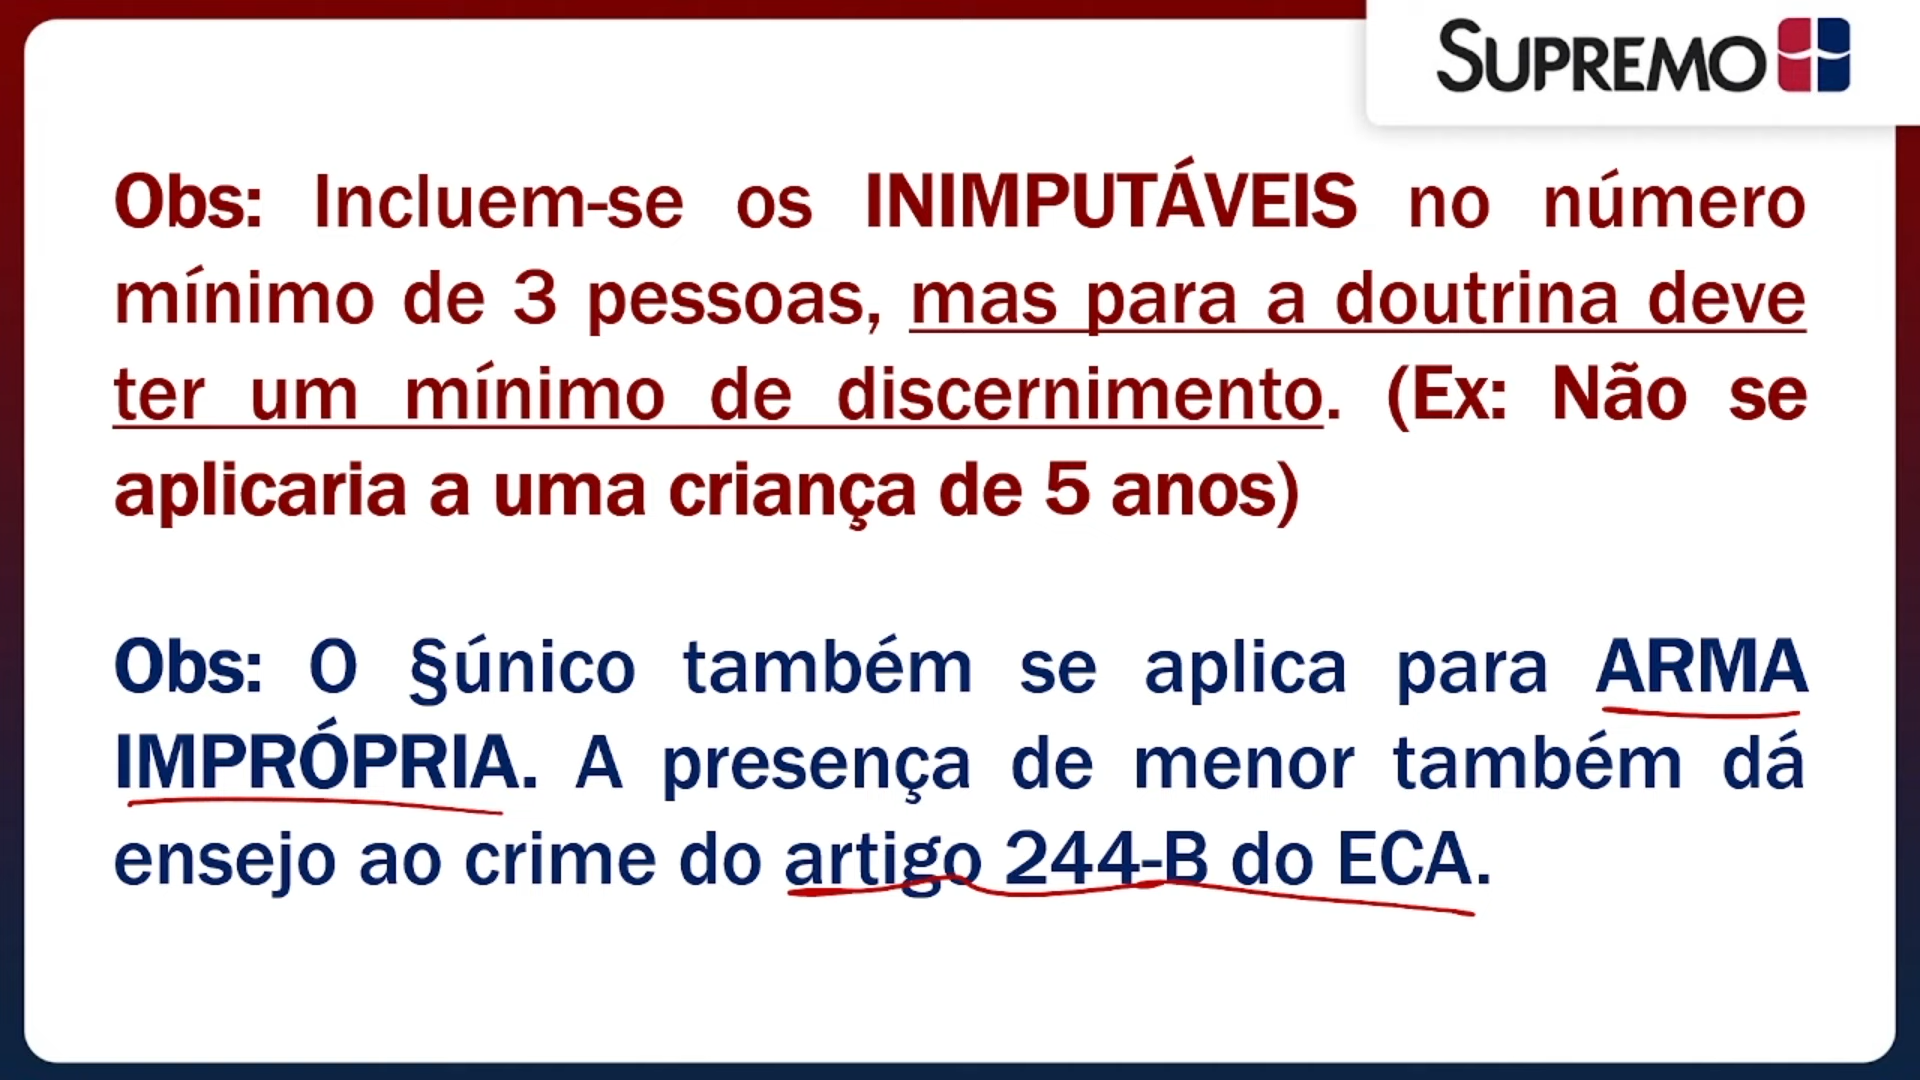 SUPREMO
Obs: Incluem-se os INIMPUTÁVEIS no número
mínimo de 3 pessoas, mas para a doutrina deve
ter um mínimo de discernimento. (Ex: Não se
aplicaria a uma criança de 5 anos)
Obs: O §único também se aplica para ARMA
IMPRÓPRIA. A presença de menor também dá
ensejo ao crime do artigo 244-B do ECA.